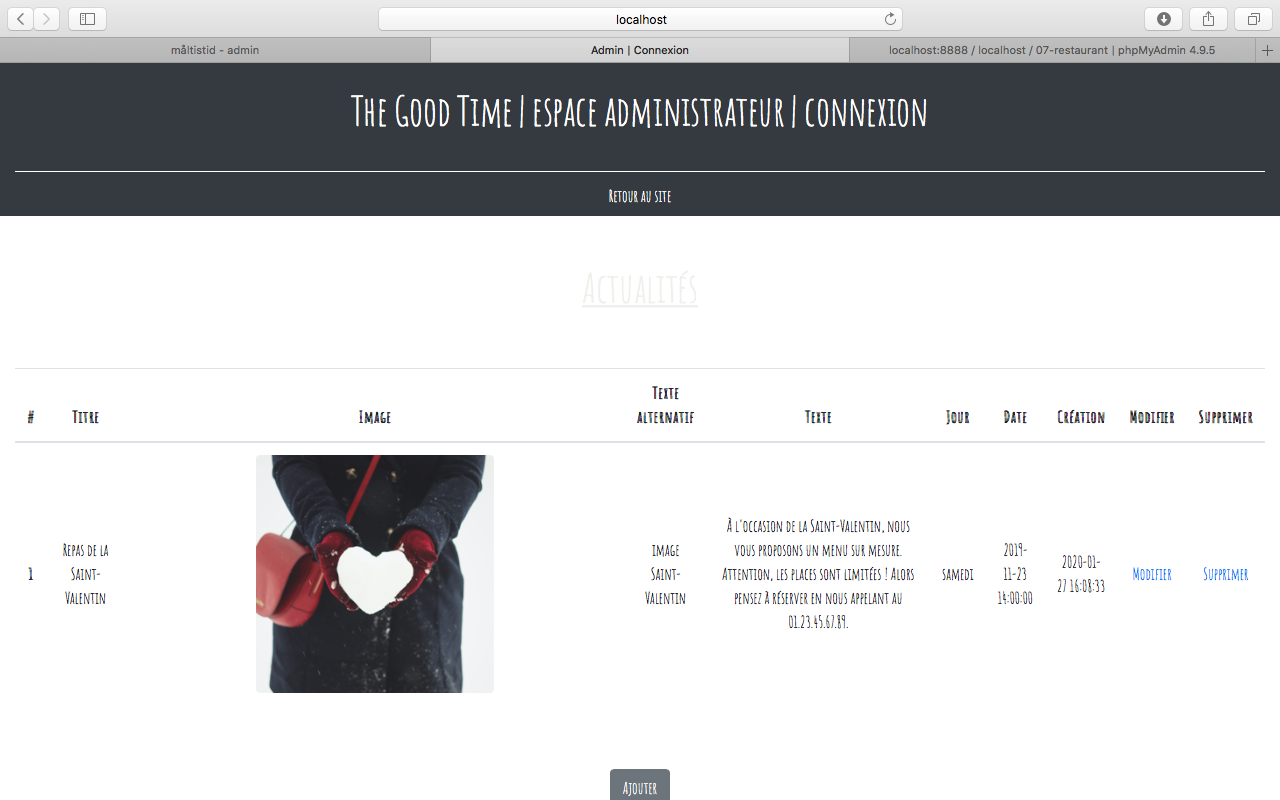 localhost
måltistid - admin
Admin | Connexion
localhost:8888 / localhost / 07-restaurant | phpMyAdmin 4.9.5
The Good Time | espace administrateur | connexion
Retour au site
Actualités
# Titre Image Texte alternatif Texte Jour Date Création Modifier Supprimer
1
Repas de la
Saint-
Valentin
image
Saint-
Valentin
À l'occasion de la Saint-Valentin, nous
vous proposons un menu sur mesure.
Attention, les places sont limitées ! Alors
pensez à réserver en nous appelant au
01.23.45.67.89.
samedi
2019-
11-23
14:00:00
2020-01-
27 16:08:33
Modifier
Supprimer
Ajouter